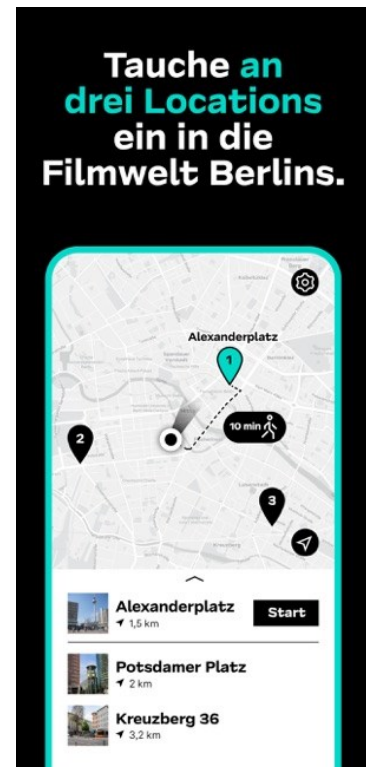 Tauche an
drei Locations
ein in die
Filmwelt Berlins.
Alexanderplatz
1
10 min
2
3
Kreuzberg
Alexanderplatz
1,5 km
Start
Potsdamer Platz
2 km
Kreuzberg 36
3,2 km